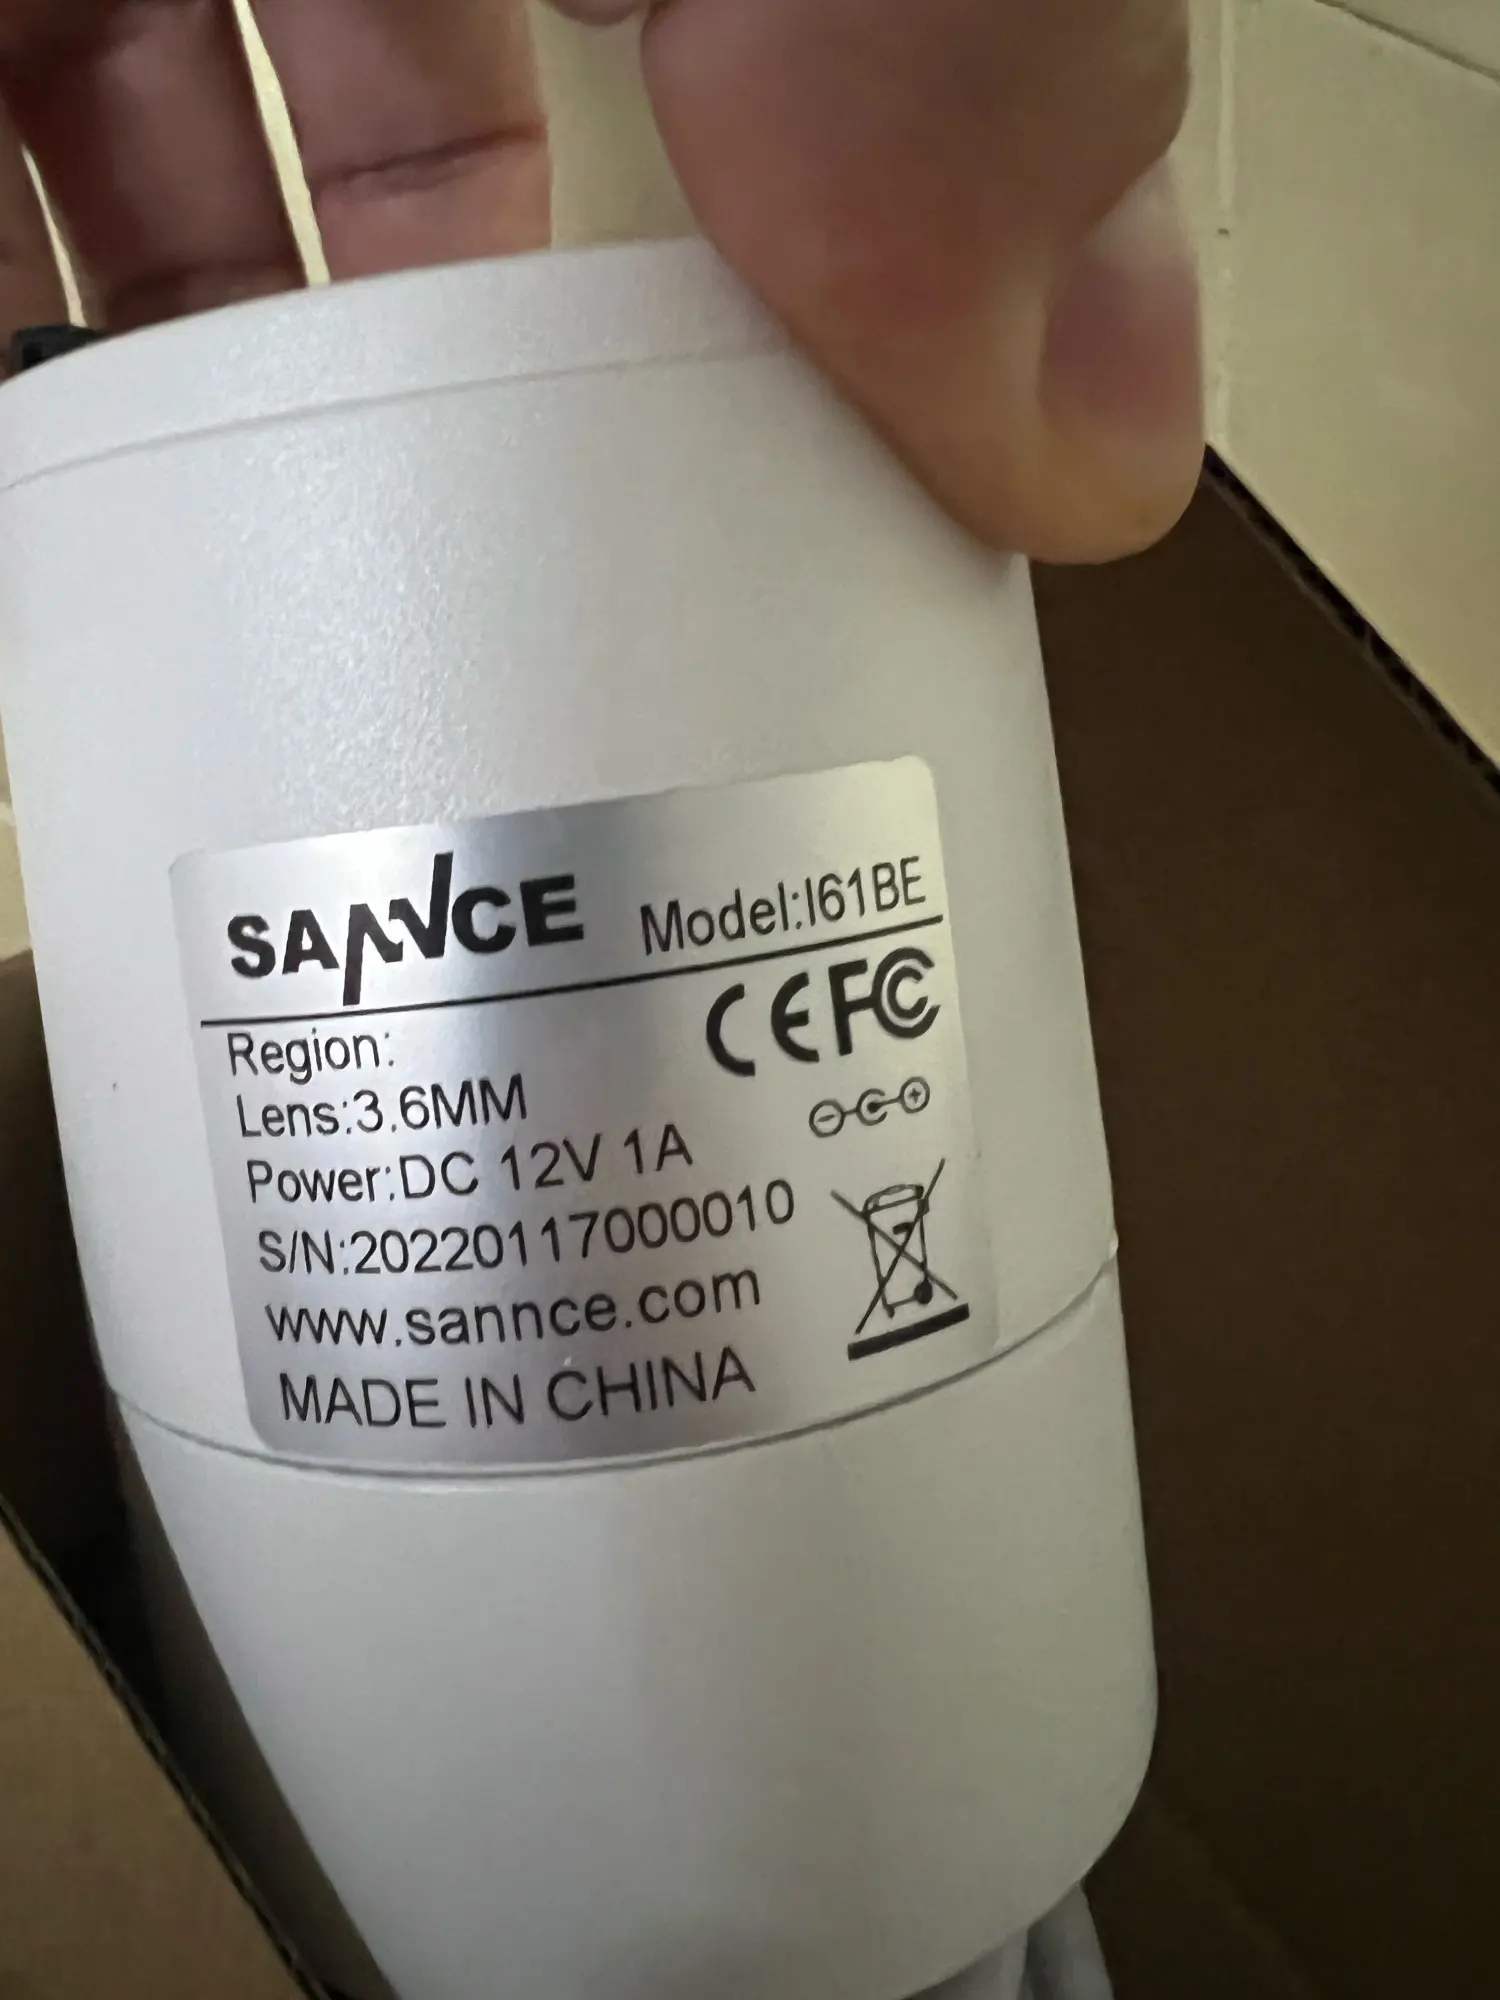 SANNCE Model:I61BE
CE FC
Region:
Lens:3.6MM
Power:DC 12V 1A
S/N:20220117000010
www.sannce.com
MADE IN CHINA